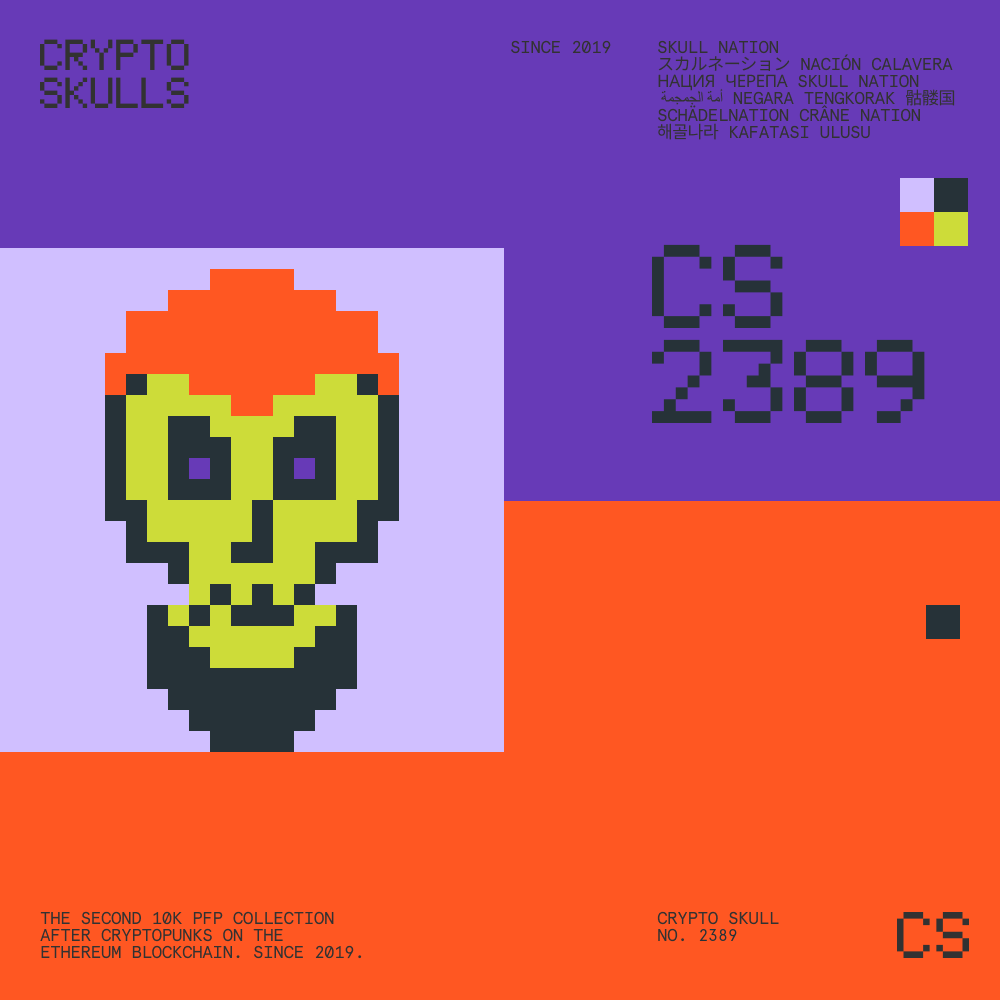 CRYPTO
SKULLS
SINCE 2019
SKULL NATION
スカルネーション NACIÓN CALAVERA
НАЦИЯ ЧЕРЕПА SKULL NATION
أمة الجمجمة NEGARA TENGKORAK 骷髅国
SCHÄDELNATION CRÂNE NATION
해골나라 KAFATASI ULUSU
CS
2389
THE SECOND 10K PFP COLLECTION
AFTER CRYPTOPUNKS ON THE
ETHEREUM BLOCKCHAIN. SINCE 2019.
CRYPTO SKULL
NO. 2389
CS